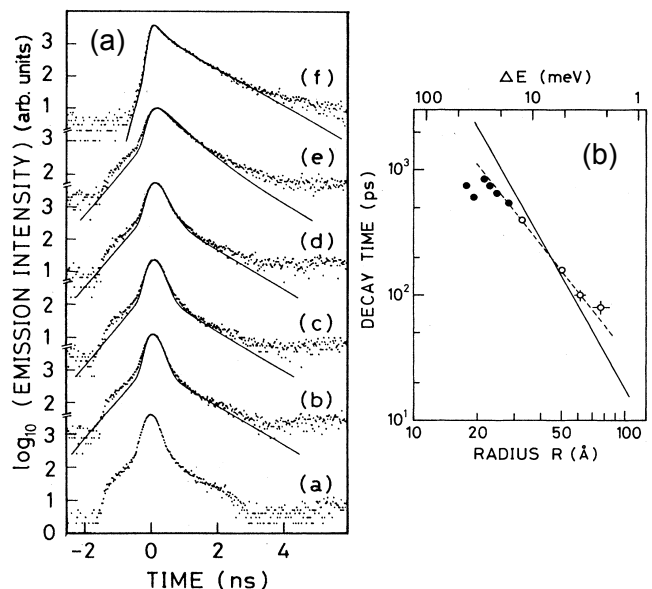 (a)
log₁₀ (EMISSION INTENSITY) (arb. units)
3
2
1
3
2
1
3
2
1
3
2
1
3
2
3
2
1
0
(f)
(e)
(d)
(c)
(b)
(a)
-2 0 2 4
TIME (ns)
ΔE (meV)
100 10 1
(b)
DECAY TIME (ps)
10³
10²
10¹
10 20 50 100
RADIUS R (Å)